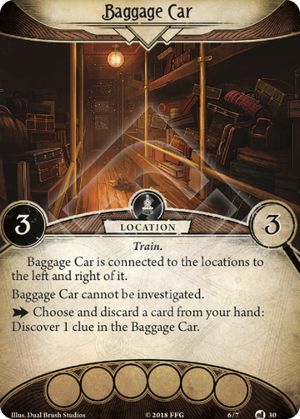 Baggage Car
3
3
LOCATION
Train.
Baggage Car is connected to the locations to
the left and right of it.
Baggage Car cannot be investigated.
Choose and discard a card from your hand:
Discover 1 clue in the Baggage Car.
Illus. Dual Brush Studios © 2018 FFG 6/7 30